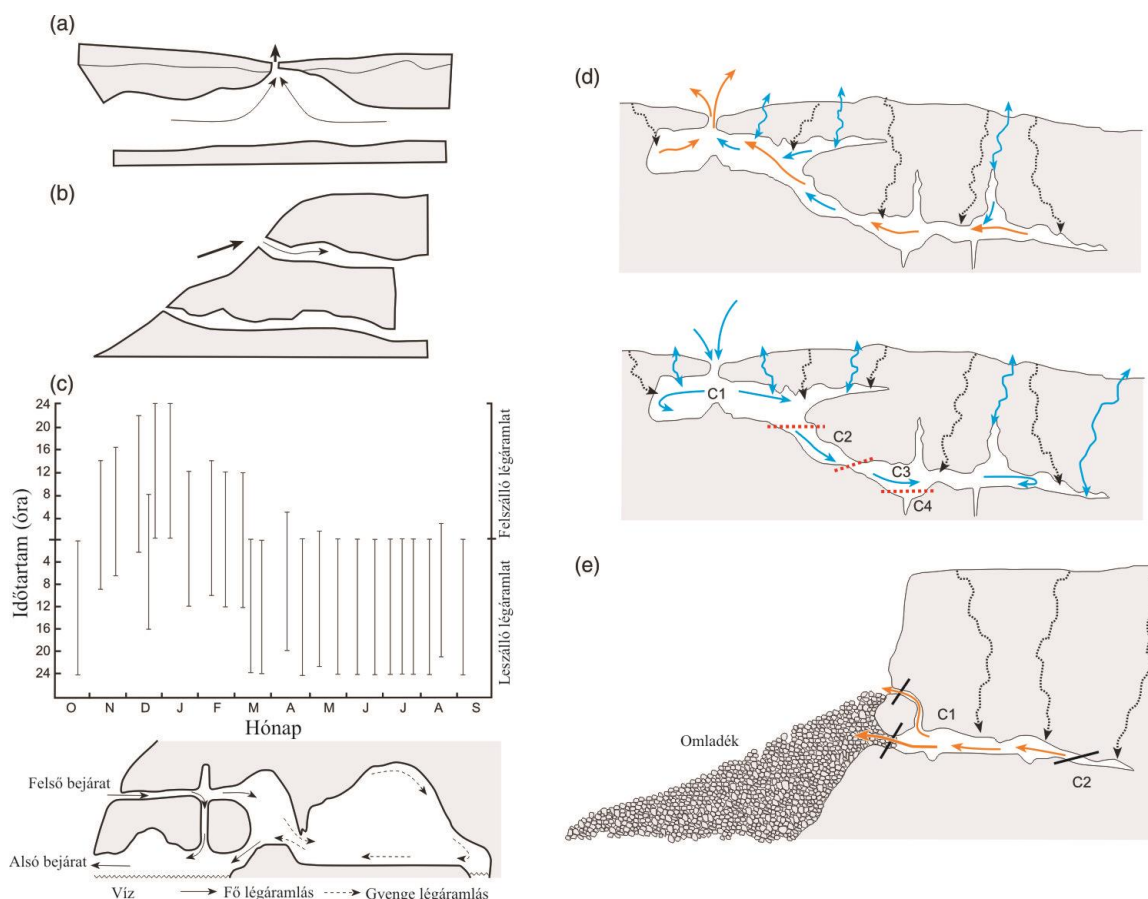 (a)
(b)
(c)
24
20
16
12
8
4
4
8
12
16
20
24
Időtartam (óra)
Felszálló légáramlat
Leszálló légáramlat
O N D J F M A M J J A S
Hónap
Felső bejárat
Alsó bejárat
Víz Fő légáramlás Gyenge légáramlás
(d)
C1
C2
C3
C4
(e)
Omladék
C1
C2